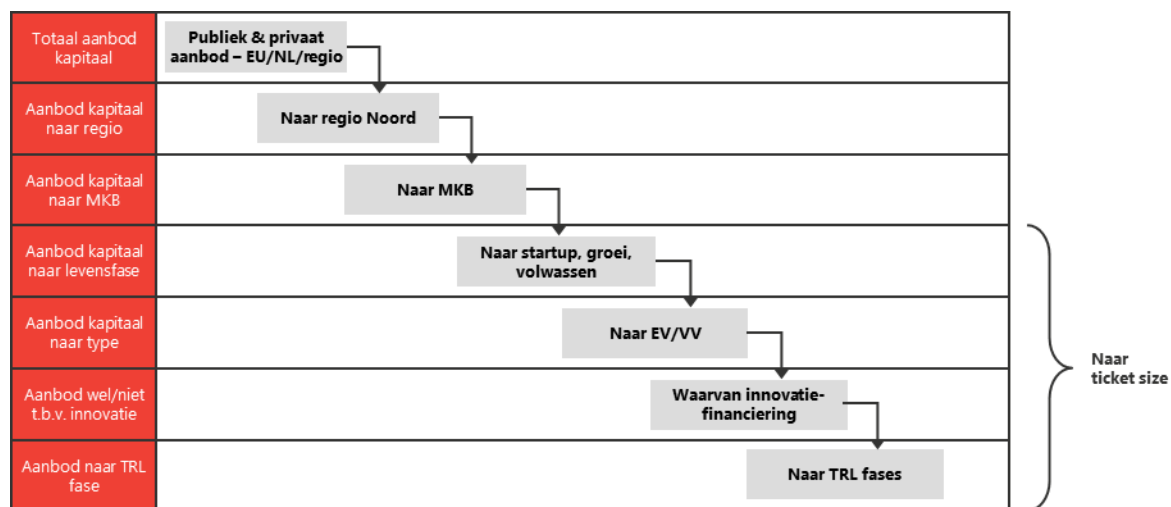 Totaal aanbod
kapitaal
Publiek & privaat
aanbod – EU/NL/regio
Aanbod kapitaal
naar regio
Naar regio Noord
Aanbod kapitaal
naar MKB
Naar MKB
Aanbod kapitaal
naar levensfase
Naar startup, groei,
volwassen
Aanbod kapitaal
naar type
Naar EV/VV
Aanbod wel/niet
t.b.v. innovatie
Waarvan innovatie-
financiering
Aanbod naar TRL
fase
Naar TRL fases
Naar
ticket size